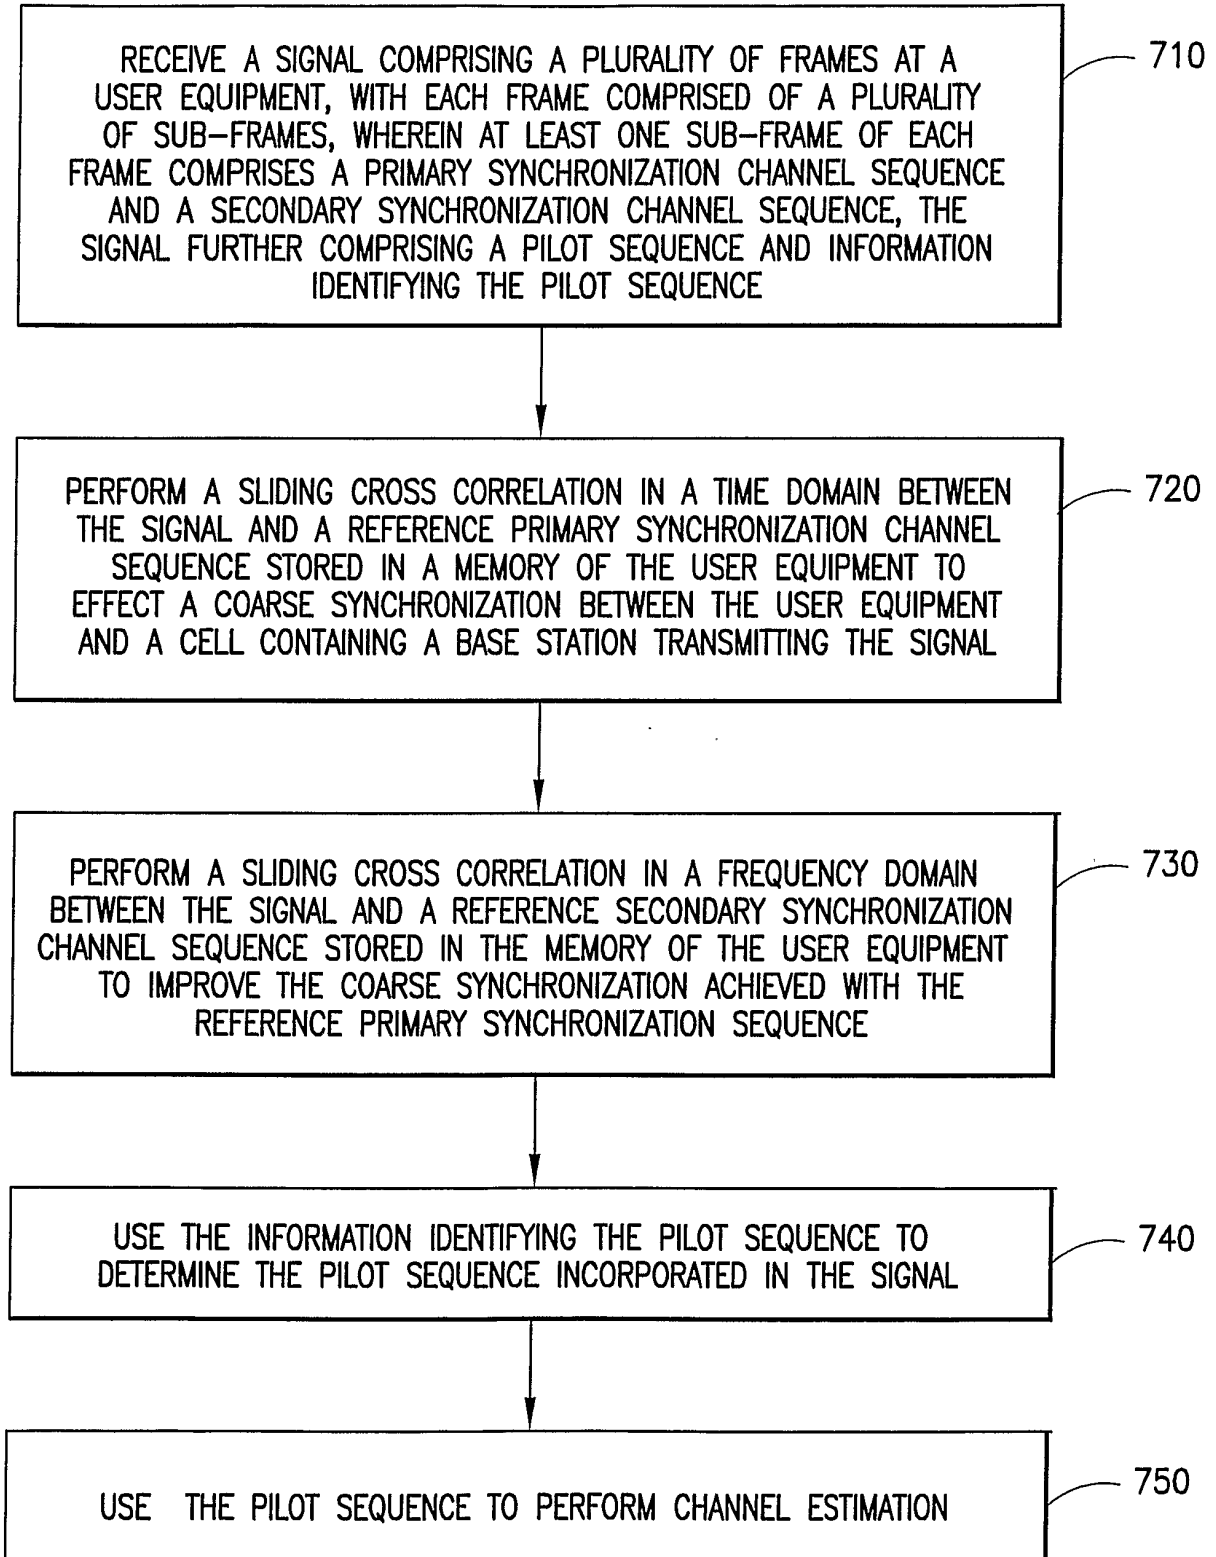 RECEIVE A SIGNAL COMPRISING A PLURALITY OF FRAMES AT A
USER EQUIPMENT, WITH EACH FRAME COMPRISED OF A PLURALITY
OF SUB-FRAMES, WHEREIN AT LEAST ONE SUB-FRAME OF EACH
FRAME COMPRISES A PRIMARY SYNCHRONIZATION CHANNEL SEQUENCE
AND A SECONDARY SYNCHRONIZATION CHANNEL SEQUENCE, THE
SIGNAL FURTHER COMPRISING A PILOT SEQUENCE AND INFORMATION
IDENTIFYING THE PILOT SEQUENCE
710
PERFORM A SLIDING CROSS CORRELATION IN A TIME DOMAIN BETWEEN
THE SIGNAL AND A REFERENCE PRIMARY SYNCHRONIZATION CHANNEL
SEQUENCE STORED IN A MEMORY OF THE USER EQUIPMENT TO
EFFECT A COARSE SYNCHRONIZATION BETWEEN THE USER EQUIPMENT
AND A CELL CONTAINING A BASE STATION TRANSMITTING THE SIGNAL
720
PERFORM A SLIDING CROSS CORRELATION IN A FREQUENCY DOMAIN
BETWEEN THE SIGNAL AND A REFERENCE SECONDARY SYNCHRONIZATION
CHANNEL SEQUENCE STORED IN THE MEMORY OF THE USER EQUIPMENT
TO IMPROVE THE COARSE SYNCHRONIZATION ACHIEVED WITH THE
REFERENCE PRIMARY SYNCHRONIZATION SEQUENCE
730
USE THE INFORMATION IDENTIFYING THE PILOT SEQUENCE TO
DETERMINE THE PILOT SEQUENCE INCORPORATED IN THE SIGNAL
740
USE THE PILOT SEQUENCE TO PERFORM CHANNEL ESTIMATION
750